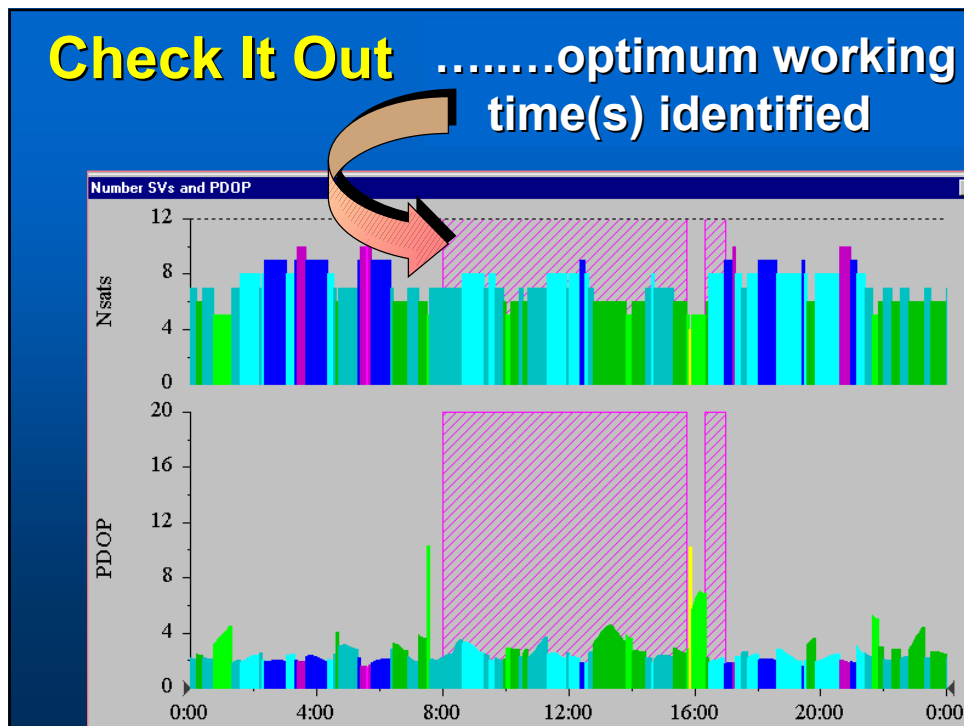 Check It Out …..…optimum working
time(s) identified
Number SVs and PDOP
12
8
4
0
Nsats
20
16
12
8
4
0
PDOP
0:00 4:00 8:00 12:00 16:00 20:00 0:00